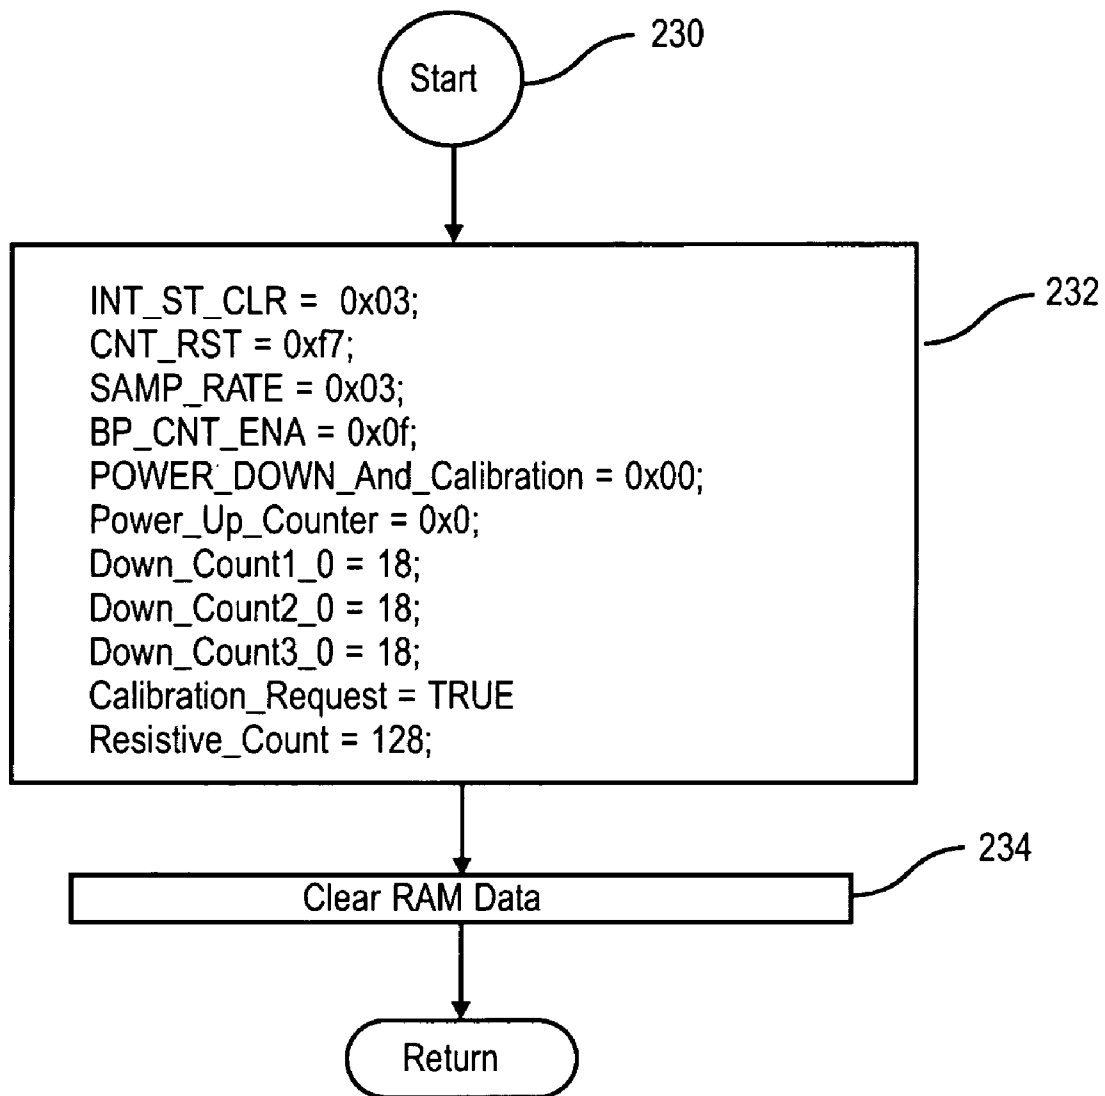 230
Start
232
INT_ST_CLR = 0x03;
CNT_RST = 0xf7;
SAMP_RATE = 0x03;
BP_CNT_ENA = 0x0f;
POWER_DOWN_And_Calibration = 0x00;
Power_Up_Counter = 0x0;
Down_Count1_0 = 18;
Down_Count2_0 = 18;
Down_Count3_0 = 18;
Calibration_Request = TRUE
Resistive_Count = 128;
234
Clear RAM Data
Return